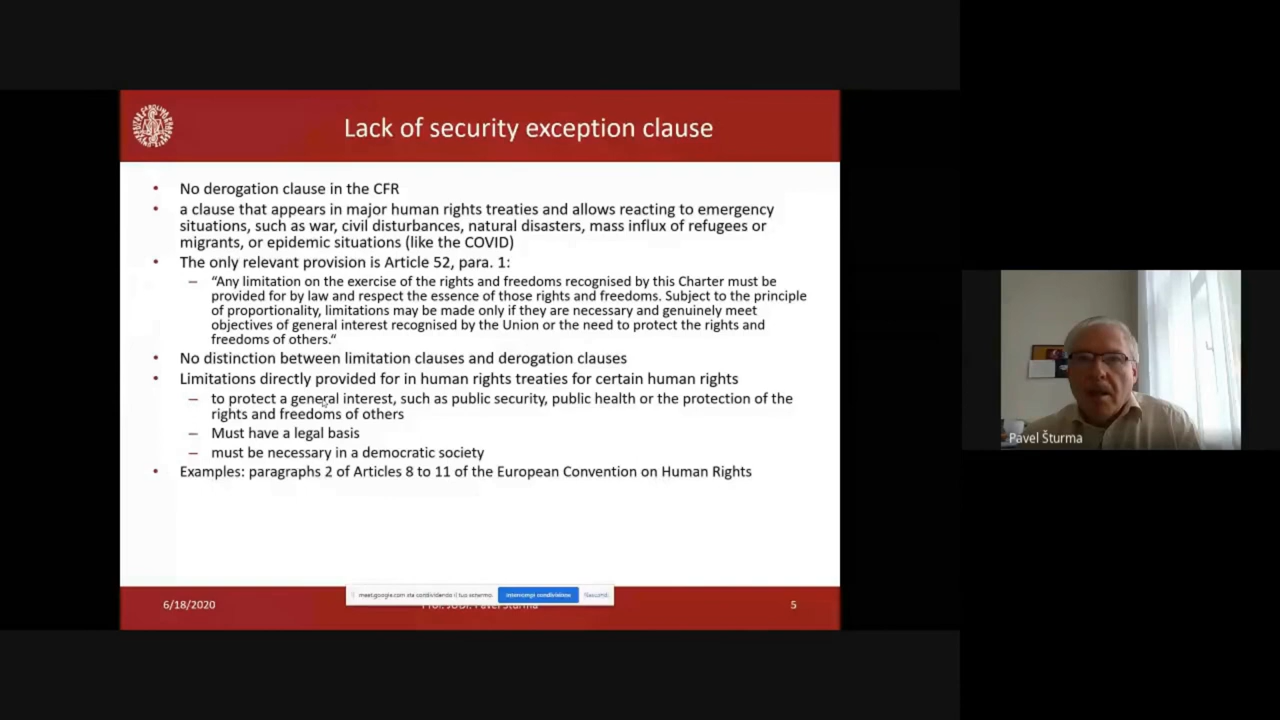 Lack of security exception clause
• No derogation clause in the CFR
• a clause that appears in major human rights treaties and allows reacting to emergency
situations, such as war, civil disturbances, natural disasters, mass influx of refugees or
migrants, or epidemic situations (like the COVID)
• The only relevant provision is Article 52, para. 1:
– “Any limitation on the exercise of the rights and freedoms recognised by this Charter must be
provided for by law and respect the essence of those rights and freedoms. Subject to the principle
of proportionality, limitations may be made only if they are necessary and genuinely meet
objectives of general interest recognised by the Union or the need to protect the rights and
freedoms of others.“
• No distinction between limitation clauses and derogation clauses
• Limitations directly provided for in human rights treaties for certain human rights
– to protect a general interest, such as public security, public health or the protection of the
rights and freedoms of others
– Must have a legal basis
– must be necessary in a democratic society
• Examples: paragraphs 2 of Articles 8 to 11 of the European Convention on Human Rights
Pavel Šturma
meet.google.com sta condividendo il tuo schermo.
Interrompi condivisione
Nascondi
6/18/2020
5